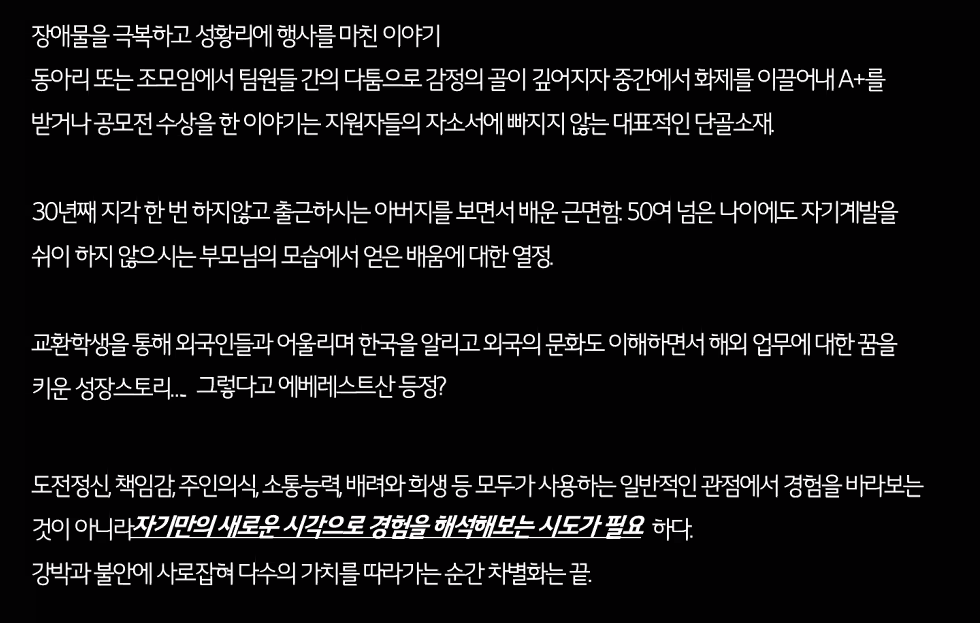 장애물을 극복하고 성황리에 행사를 마친 이야기
동아리 또는 조모임에서 팀원들 간의 다툼으로 감정의 골이 깊어지자 중간에서 화제를 이끌어내 A+를
받거나 공모전 수상을 한 이야기는 지원자들의 자소서에 빠지지 않는 대표적인 단골소재.
30년째 지각 한 번 하지않고 출근하시는 아버지를 보면서 배운 근면함. 50여 넘은 나이에도 자기계발을
쉬이 하지 않으시는 부모님의 모습에서 얻은 배움에 대한 열정.
교환학생을 통해 외국인들과 어울리며 한국을 알리고 외국의 문화도 이해하면서 해외 업무에 대한 꿈을
키운 성장스토리.... 그렇다고 에베레스트산 등정?
도전정신, 책임감, 주인의식, 소통능력, 배려와 희생 등 모두가 사용하는 일반적인 관점에서 경험을 바라보는
것이 아니라 자기만의 새로운 시각으로 경험을 해석해보는 시도가 필요 하다.
강박과 불안에 사로잡혀 다수의 가치를 따라가는 순간 차별화는 끝.